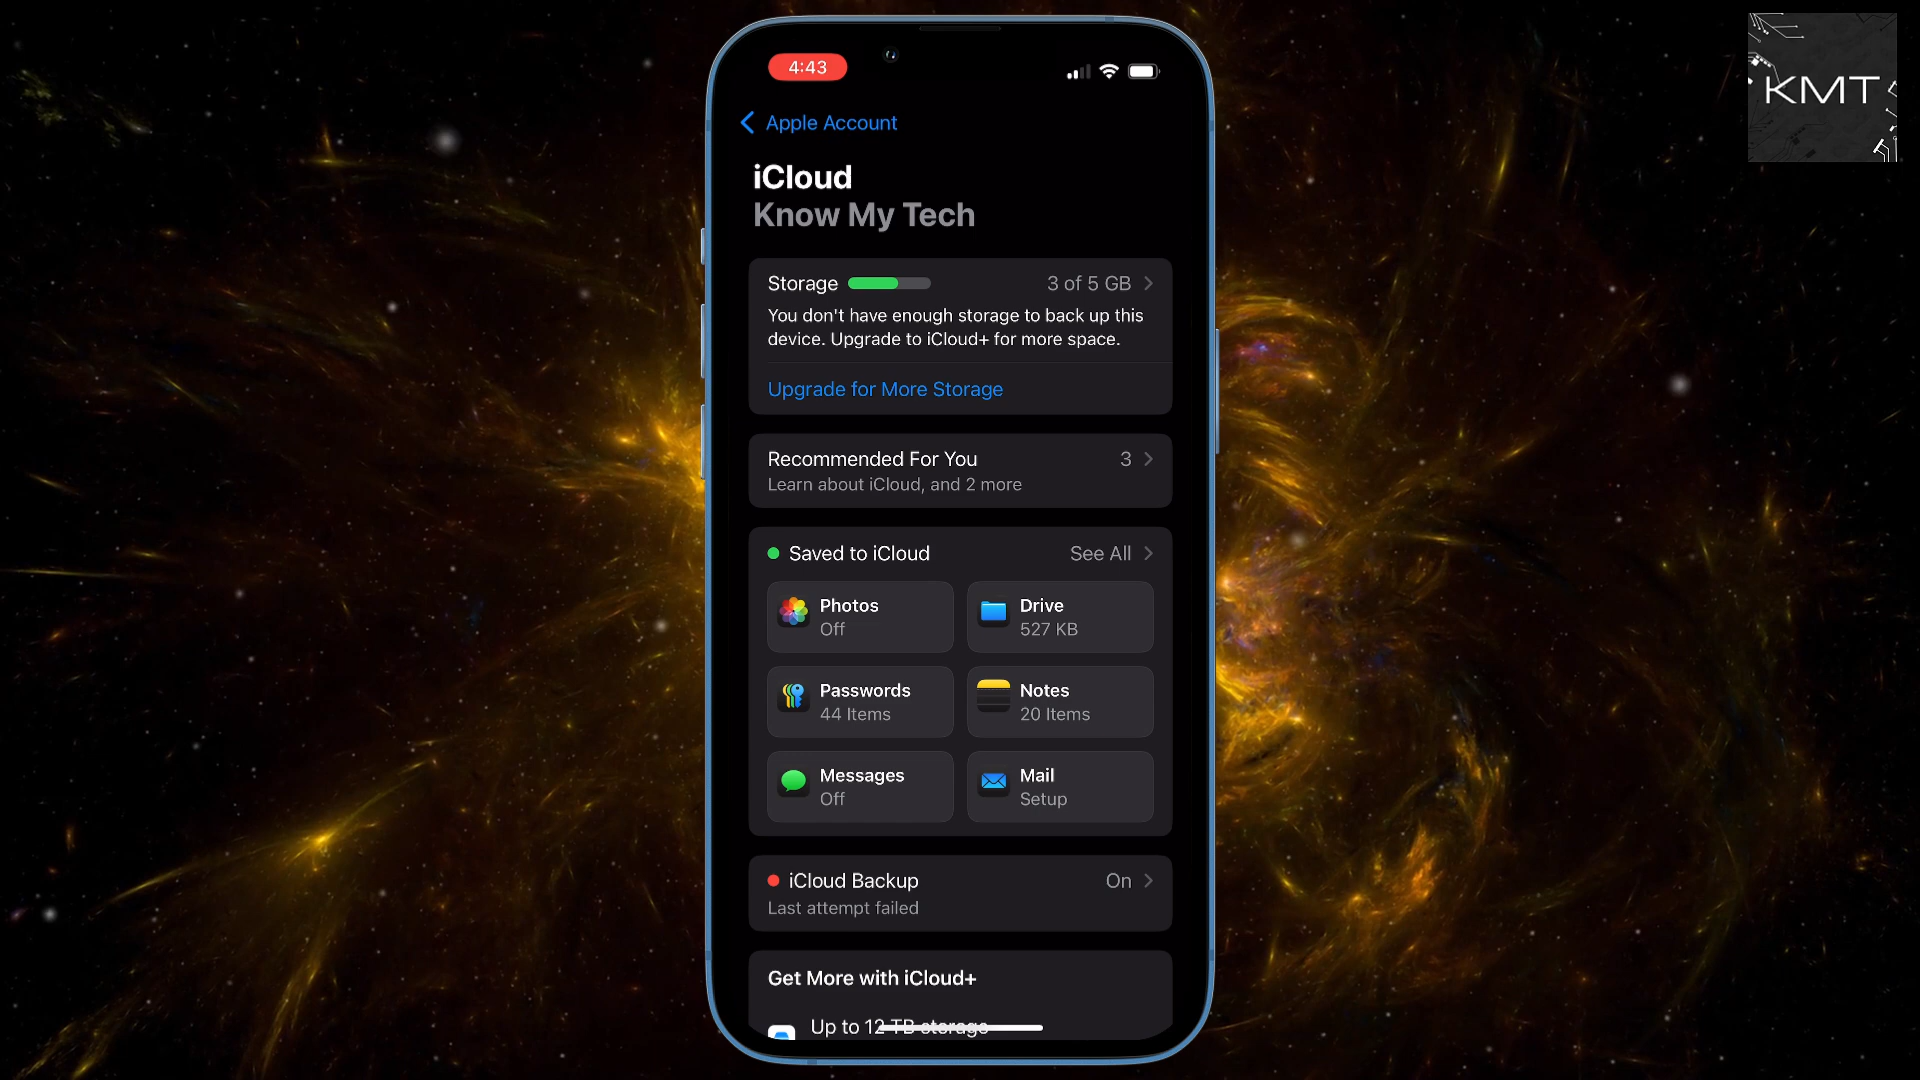 4:43
KMT
Apple Account
iCloud
Know My Tech
Storage 3 of 5 GB
You don't have enough storage to back up this
device. Upgrade to iCloud+ for more space.
Upgrade for More Storage
Recommended For You 3
Learn about iCloud, and 2 more
Saved to iCloud See All
Photos
Off
Drive
527 KB
Passwords
44 Items
Notes
20 Items
Messages
Off
Mail
Setup
iCloud Backup On
Last attempt failed
Get More with iCloud+
Up to 12 TB storage